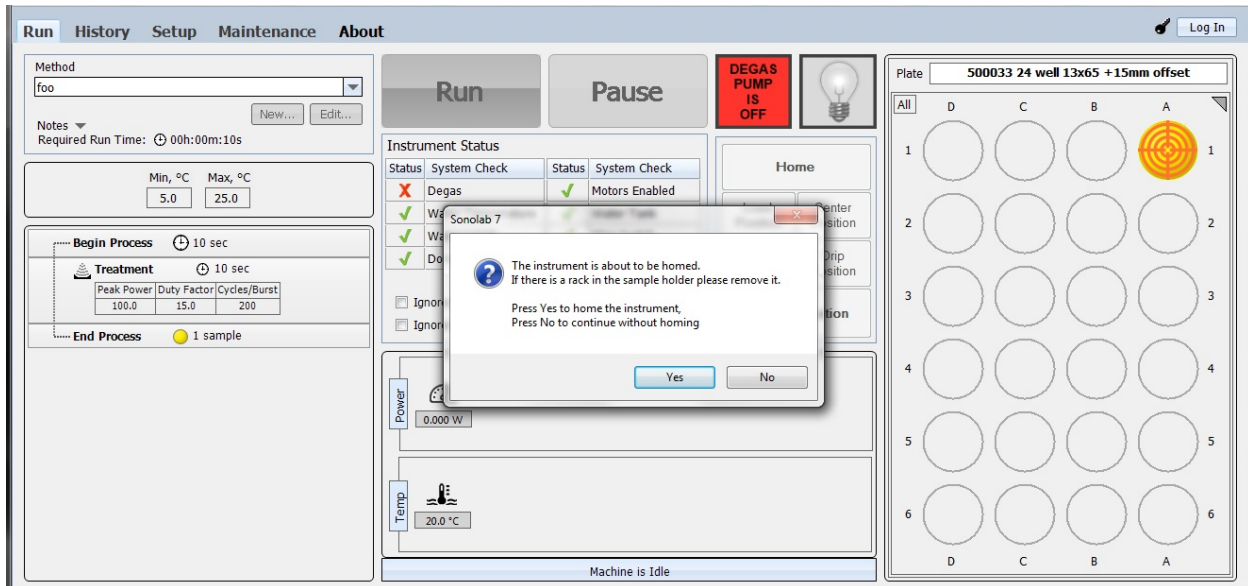 Run History Setup Maintenance About
Log In
Method
foo
New... Edit...
Notes
Required Run Time: 00h:00m:10s
Min, °C Max, °C
5.0 25.0
Begin Process 10 sec
Treatment 10 sec
Peak Power Duty Factor Cycles/Burst
100.0 15.0 200
End Process 1 sample
Run Pause
DEGAS
PUMP
IS
OFF
Instrument Status
Status System Check Status System Check
X Degas Motors Enabled
Home
Sonolab 7
The instrument is about to be homed.
If there is a rack in the sample holder please remove it.
Press Yes to home the instrument,
Press No to continue without homing
Yes No
Power
0.000 W
Temp
20.0 °C
Machine is Idle
Plate 500033 24 well 13x65 +15mm offset
All D C B A
1 1
2 2
3 3
4 4
5 5
6 6
D C B A